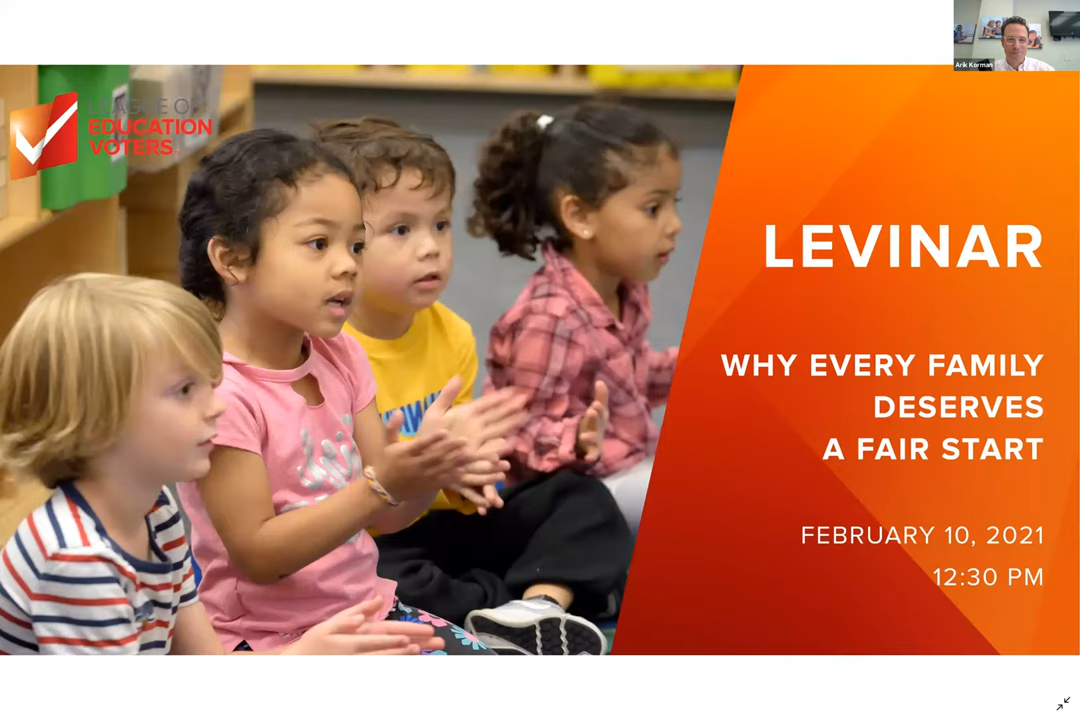 LEAGUE OF
EDUCATION
VOTERS
Arik Korman
LEVINAR
WHY EVERY FAMILY
DESERVES
A FAIR START
FEBRUARY 10, 2021
12:30 PM